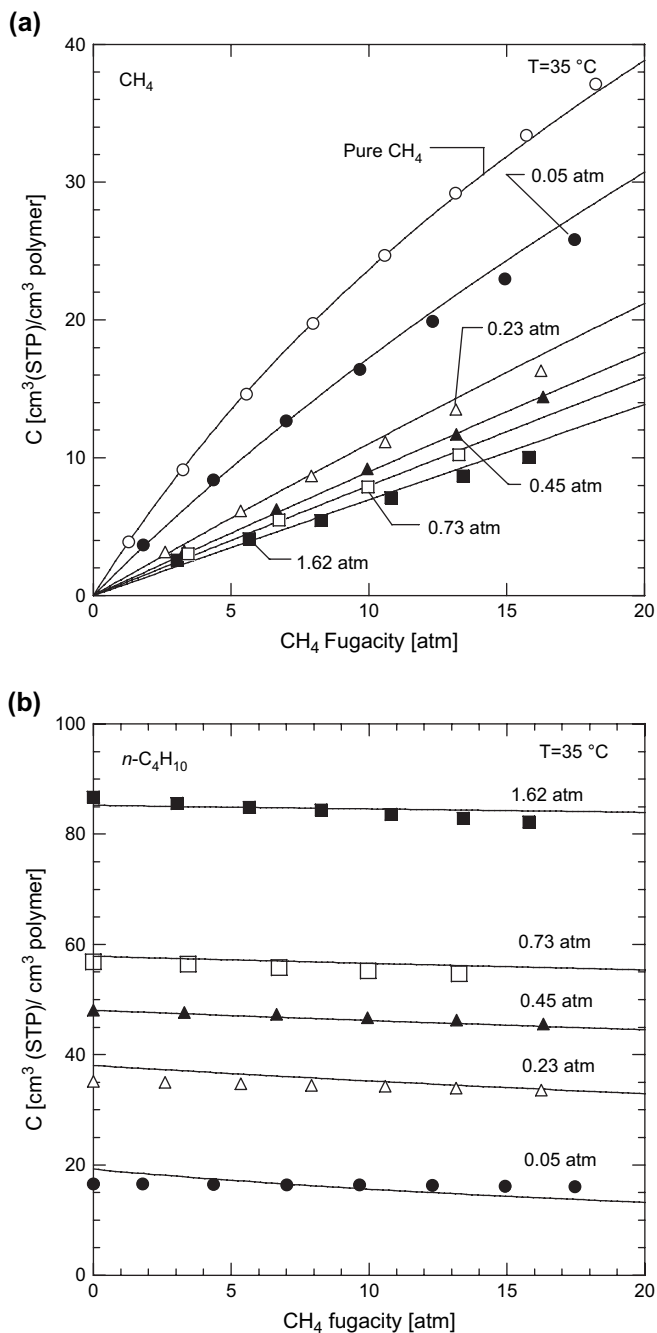 (a)
40
CH₄
T=35 °C
Pure CH₄
0.05 atm
30
C [cm³(STP)/cm³ polymer]
20
0.23 atm
10
0.45 atm
0.73 atm
1.62 atm
0
0 5 10 15 20
CH₄ Fugacity [atm]
(b)
100
n-C₄H₁₀
T=35 °C
1.62 atm
80
C [cm³ (STP)/ cm³ polymer]
0.73 atm
60
0.45 atm
40
0.23 atm
20
0.05 atm
0
0 5 10 15 20
CH₄ fugacity [atm]